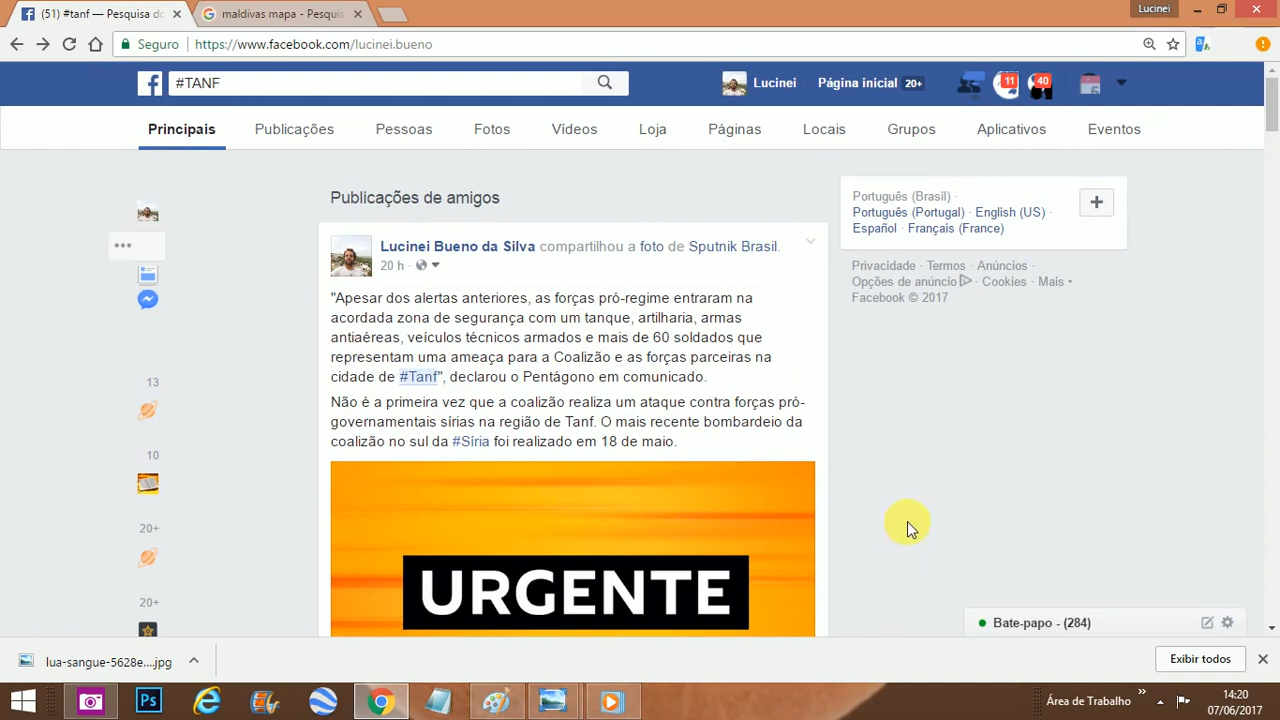 (51) #tanf — Pesquisa do
maldivas mapa - Pesquis
Lucinei
Seguro
https://www.facebook.com/lucinei.bueno
#TANF
Lucinei
Página inicial 20+
11
40
Principais
Publicações
Pessoas
Fotos
Vídeos
Loja
Páginas
Locais
Grupos
Aplicativos
Eventos
Publicações de amigos
Lucinei Bueno da Silva compartilhou a foto de Sputnik Brasil.
20 h ·
"Apesar dos alertas anteriores, as forças pró-regime entraram na
acordada zona de segurança com um tanque, artilharia, armas
antiaéreas, veículos técnicos armados e mais de 60 soldados que
representam uma ameaça para a Coalizão e as forças parceiras na
cidade de #Tanf", declarou o Pentágono em comunicado.
Não é a primeira vez que a coalizão realiza um ataque contra forças pró-
governamentais sírias na região de Tanf. O mais recente bombardeio da
coalizão no sul da #Síria foi realizado em 18 de maio.
URGENTE
Português (Brasil) ·
Português (Portugal) · English (US) ·
Español · Français (France)
Privacidade · Termos · Anúncios ·
Opções de anúncio · Cookies · Mais
Facebook © 2017
13
10
20+
20+
Bate-papo - (284)
lua-sangue-5628e....jpg
Exibir todos
Ps
Área de Trabalho
14:20
07/06/2017